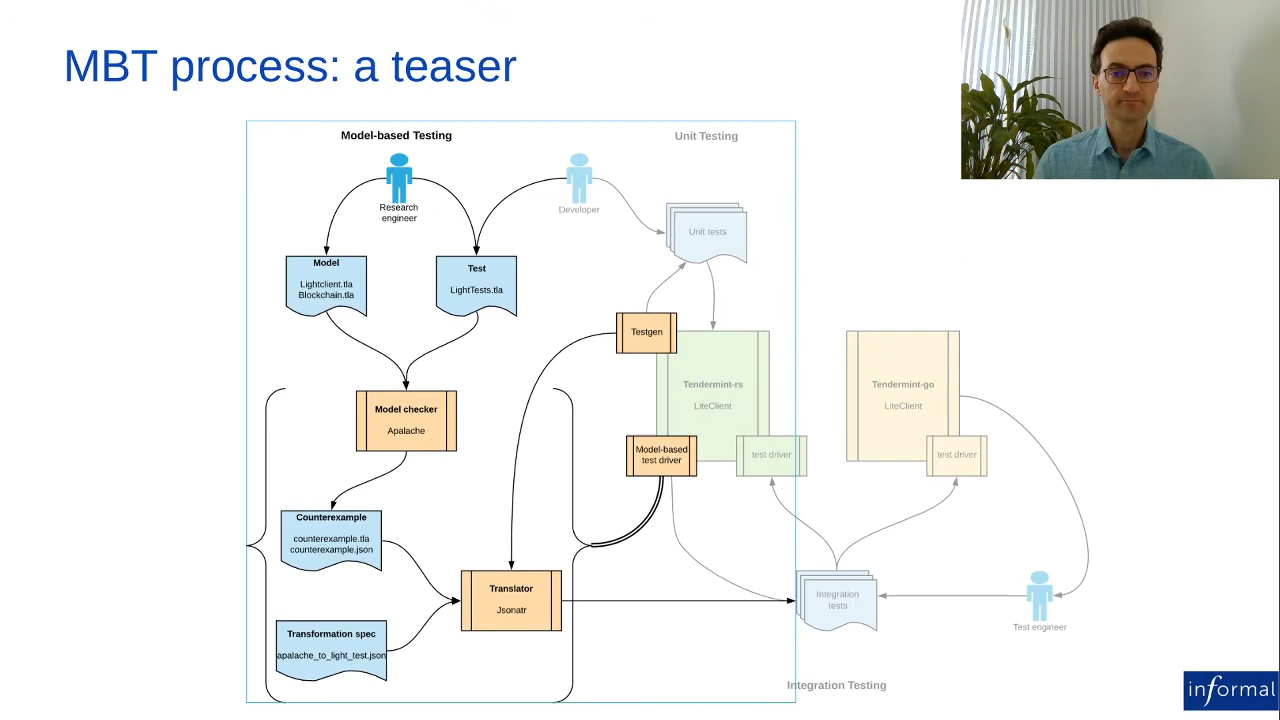 MBT process: a teaser
Model-based Testing
Unit Testing
Research
engineer
Developer
Unit tests
Model
Lightclient.tla
Blockchain.tla
Test
LightTests.tla
Testgen
Tendermint-rs
LiteClient
Tendermint-go
LiteClient
Model checker
Apalache
Model-based
test driver
test driver
test driver
Counterexample
counterexample.tla
counterexample.json
Translator
Jsonatr
Integration
tests
Test engineer
Transformation spec
apalache_to_light_test.json
Integration Testing
informal